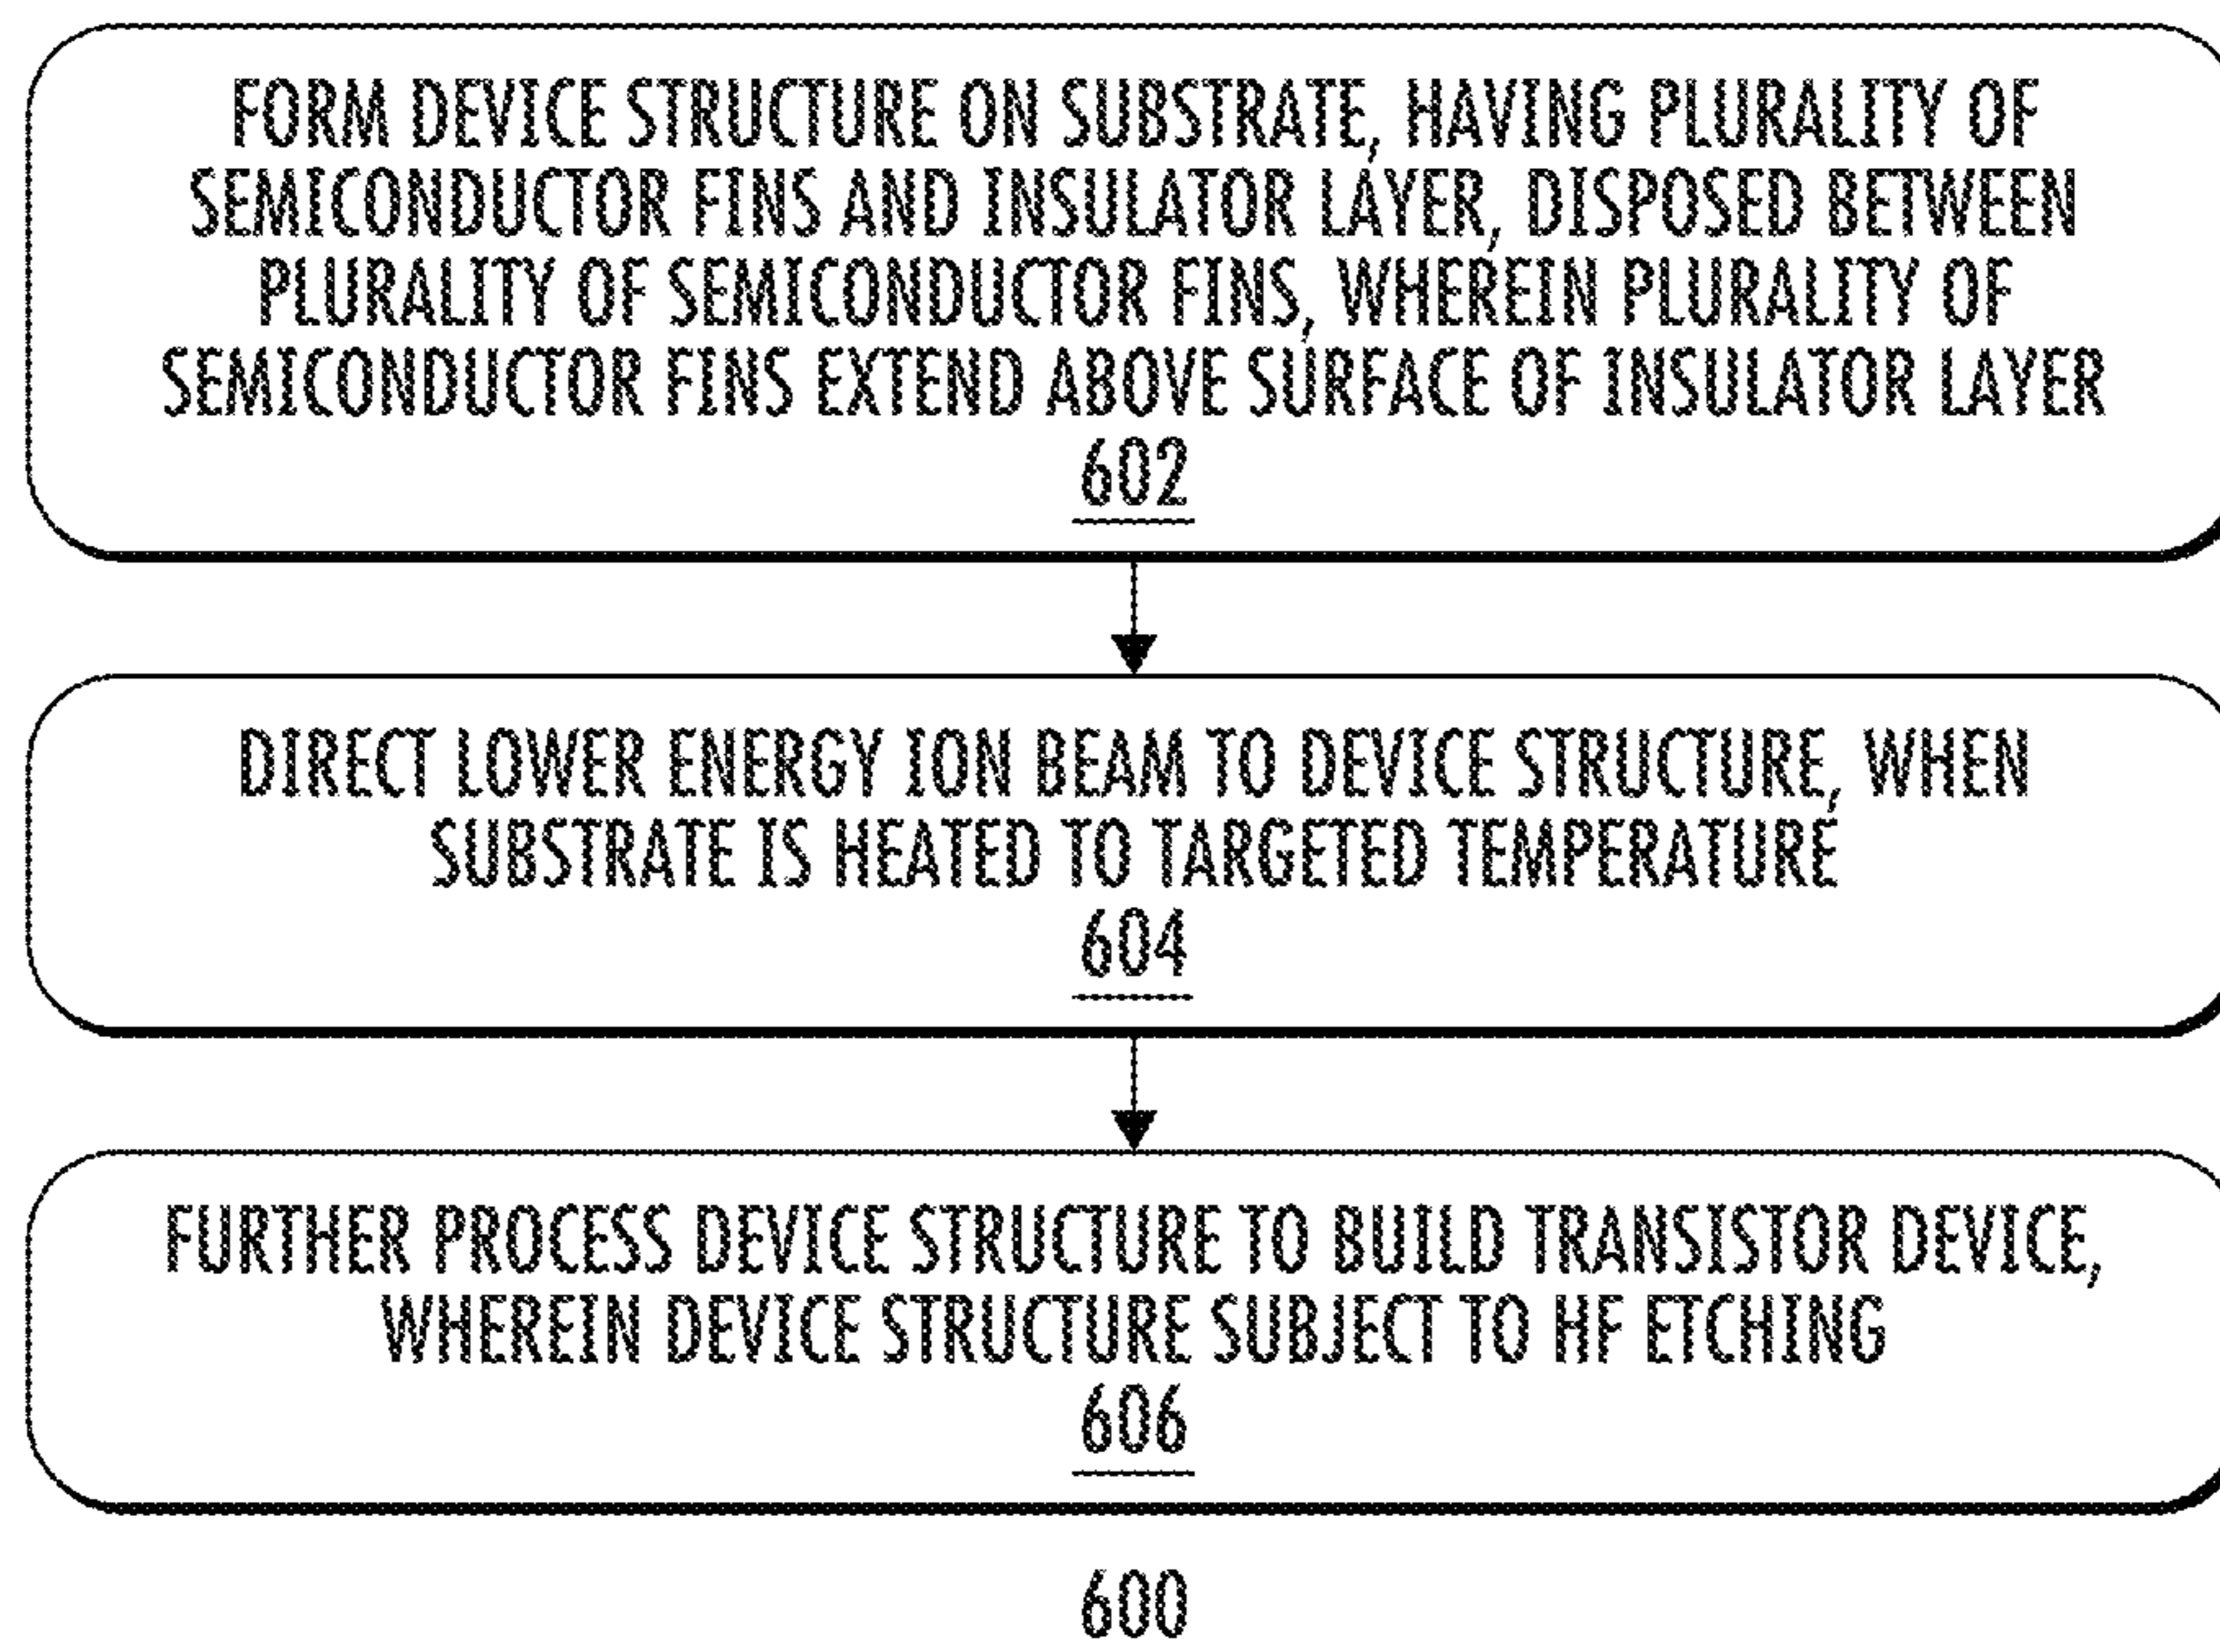 FORM DEVICE STRUCTURE ON SUBSTRATE, HAVING PLURALITY OF
SEMICONDUCTOR FINS AND INSULATOR LAYER, DISPOSED BETWEEN
PLURALITY OF SEMICONDUCTOR FINS, WHEREIN PLURALITY OF
SEMICONDUCTOR FINS EXTEND ABOVE SURFACE OF INSULATOR LAYER
602
DIRECT LOWER ENERGY ION BEAM TO DEVICE STRUCTURE, WHEN
SUBSTRATE IS HEATED TO TARGETED TEMPERATURE
604
FURTHER PROCESS DEVICE STRUCTURE TO BUILD TRANSISTOR DEVICE,
WHEREIN DEVICE STRUCTURE SUBJECT TO HF ETCHING
606
600